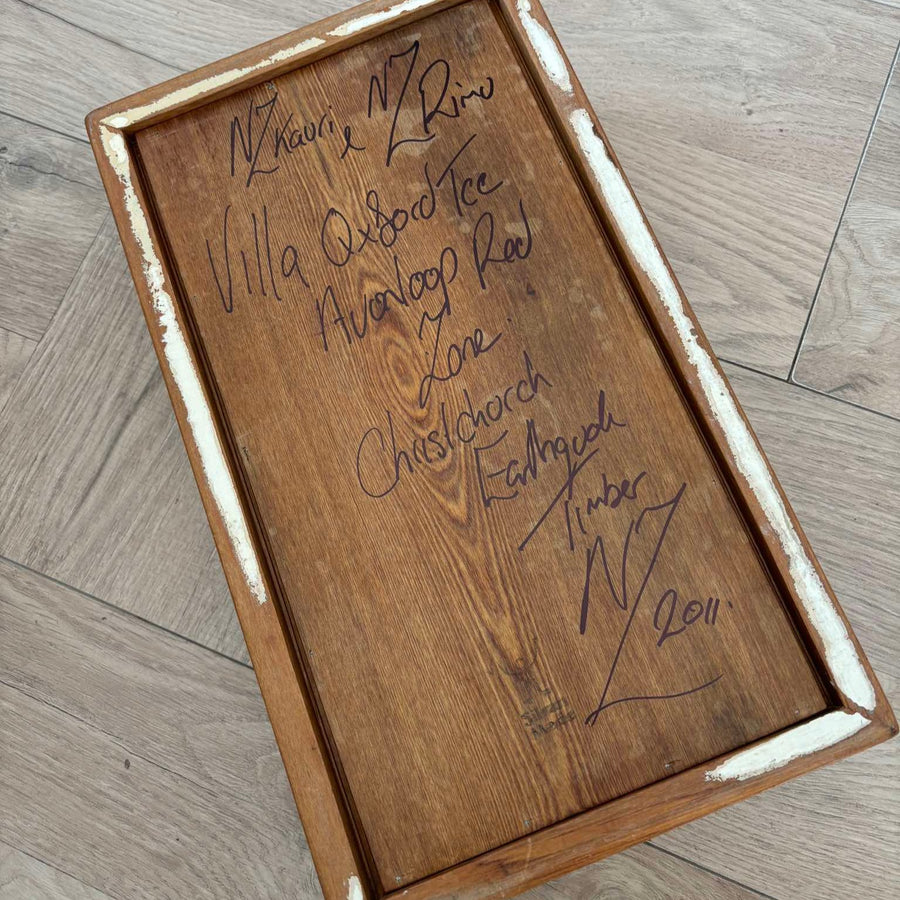 NZ Kauri & NZ Rimu
Villa Oxford Tce
Avonloop Red
Zone.
Christchurch
Earthquake
Timber
NZ 2011.